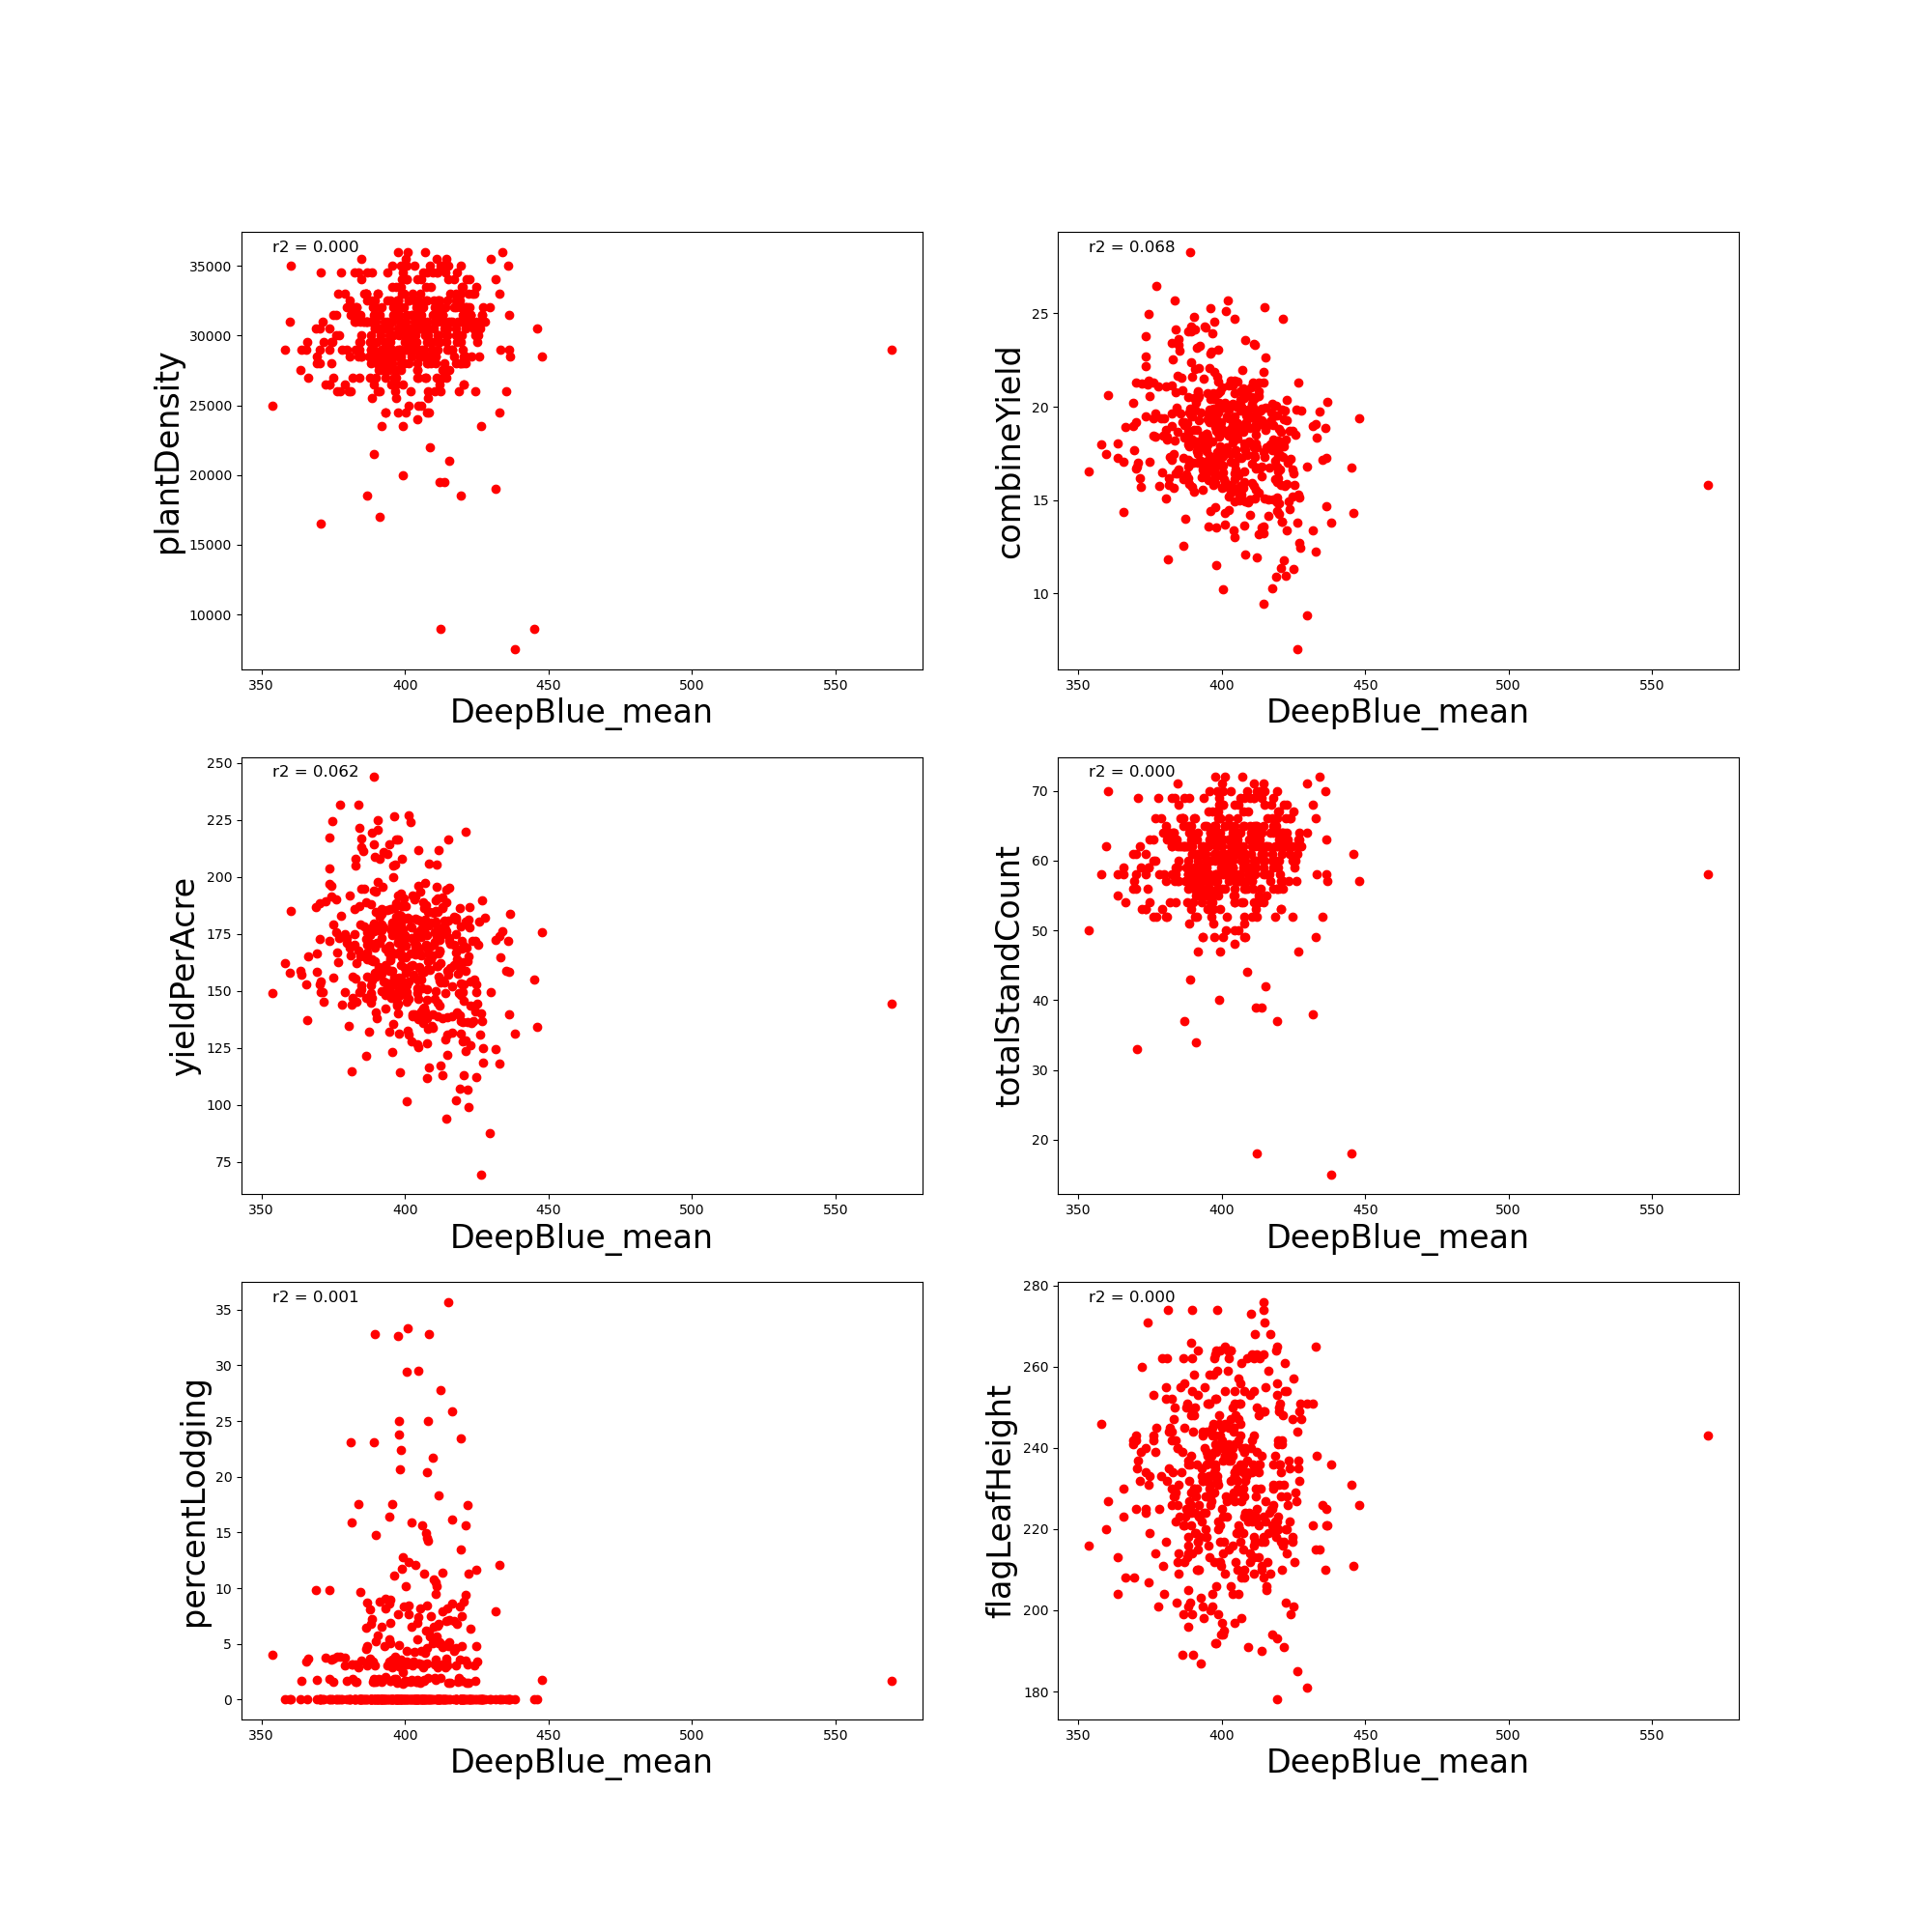 r2 = 0.000
35000
30000
25000
20000
15000
10000
plantDensity
350 400 450 500 550
DeepBlue_mean
r2 = 0.068
25
20
15
10
combineYield
350 400 450 500 550
DeepBlue_mean
r2 = 0.062
250
225
200
175
150
125
100
75
yieldPerAcre
350 400 450 500 550
DeepBlue_mean
r2 = 0.000
70
60
50
40
30
20
totalStandCount
350 400 450 500 550
DeepBlue_mean
r2 = 0.001
35
30
25
20
15
10
5
0
percentLodging
350 400 450 500 550
DeepBlue_mean
r2 = 0.000
280
260
240
220
200
180
flagLeafHeight
350 400 450 500 550
DeepBlue_mean